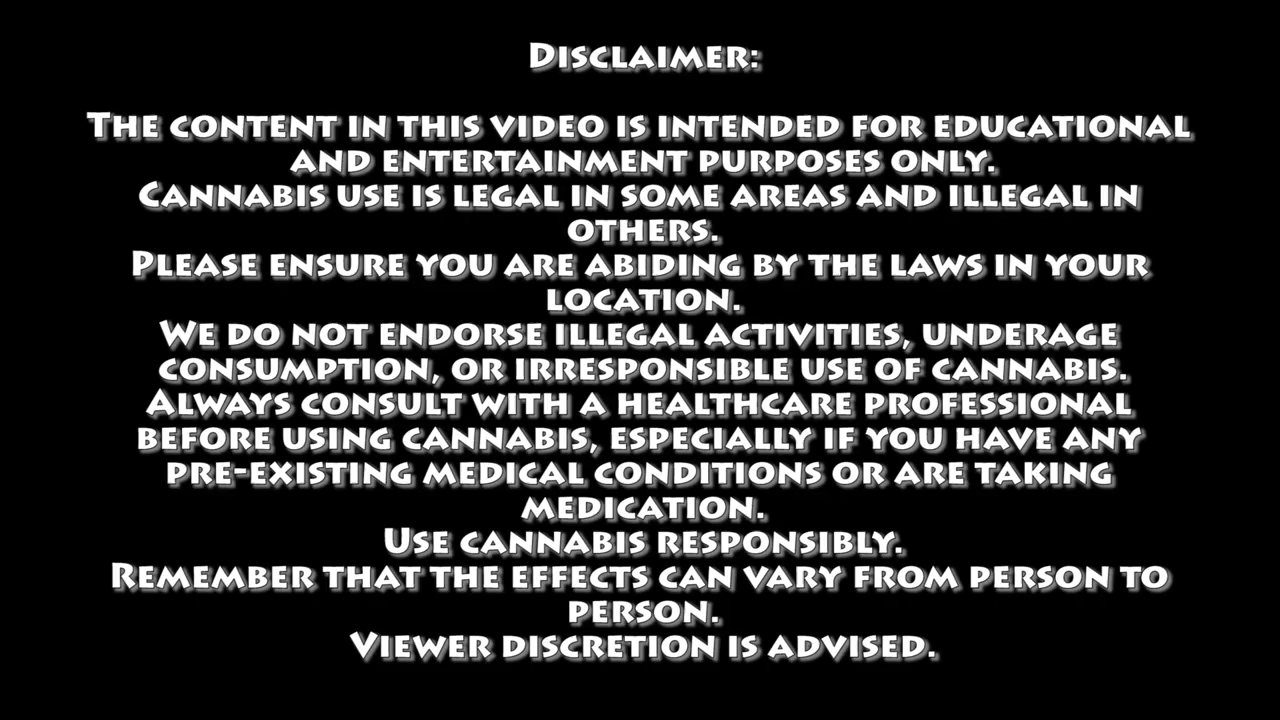 Disclaimer:
The content in this video is intended for educational
and entertainment purposes only.
Cannabis use is legal in some areas and illegal in
others.
Please ensure you are abiding by the laws in your
location.
We do not endorse illegal activities, underage
consumption, or irresponsible use of cannabis.
Always consult with a healthcare professional
before using cannabis, especially if you have any
pre-existing medical conditions or are taking
medication.
Use cannabis responsibly.
Remember that the effects can vary from person to
person.
Viewer discretion is advised.